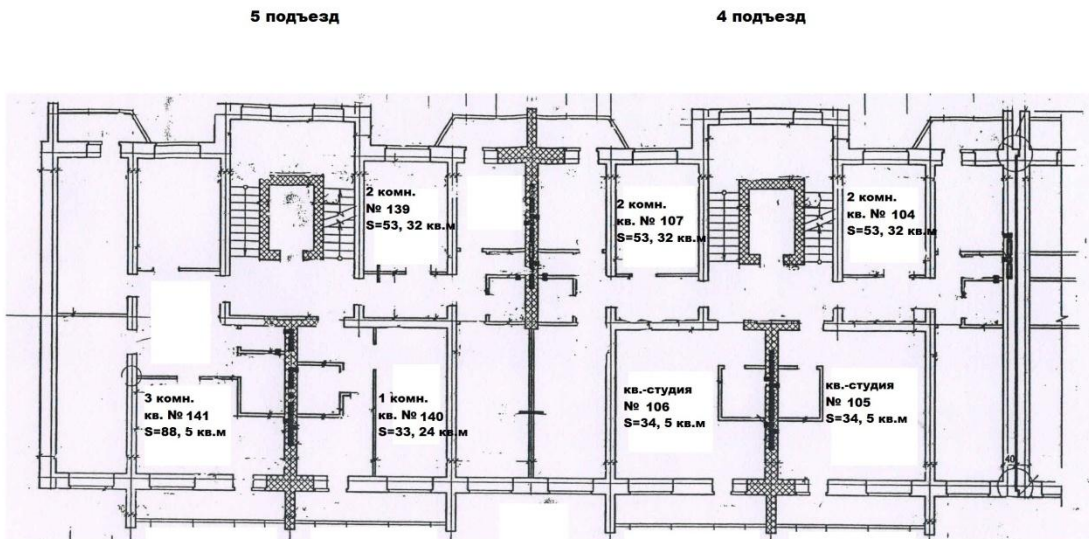 5 подъезд
4 подъезд
2 комн.
№ 139
S=53, 32 кв.м
2 комн.
кв. № 107
S=53, 32 кв.м
2 комн.
кв. № 104
S=53, 32 кв.м
3 комн.
кв. № 141
S=88, 5 кв.м
1 комн.
кв. № 140
S=33, 24 кв.м
кв.-студия
№ 106
S=34, 5 кв.м
кв.-студия
№ 105
S=34, 5 кв.м
40